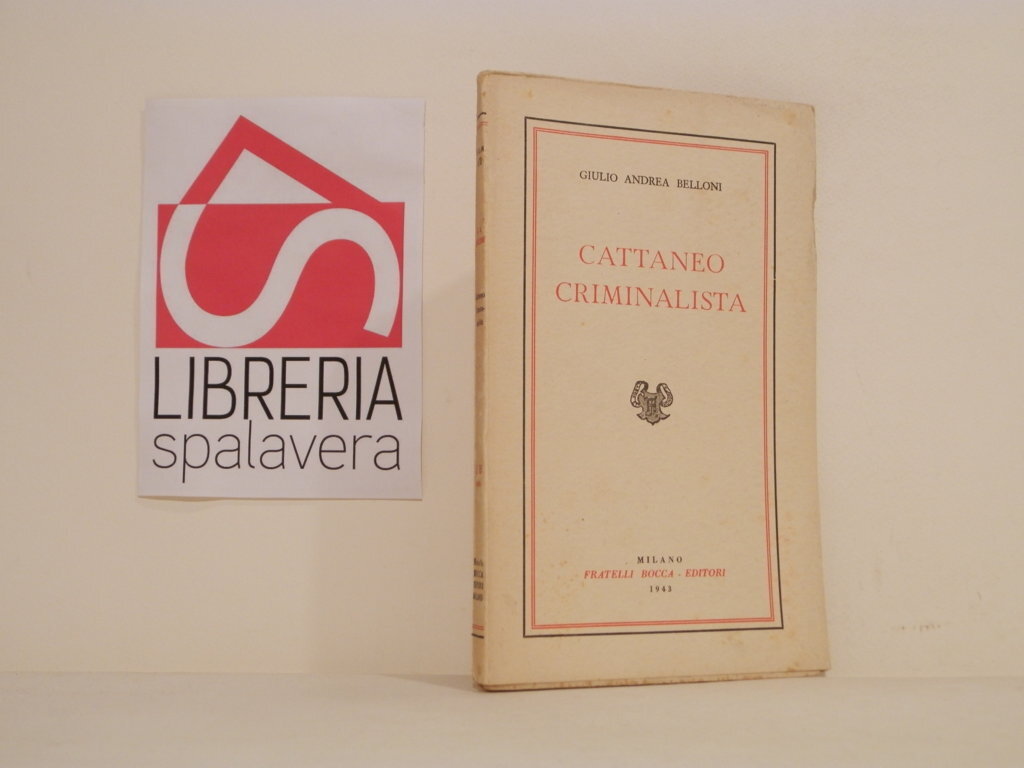 LIBRERIA
spalavera
GIULIO ANDREA BELLONI
CATTANEO
CRIMINALISTA
MILANO
FRATELLI BOCCA - EDITORI
1943